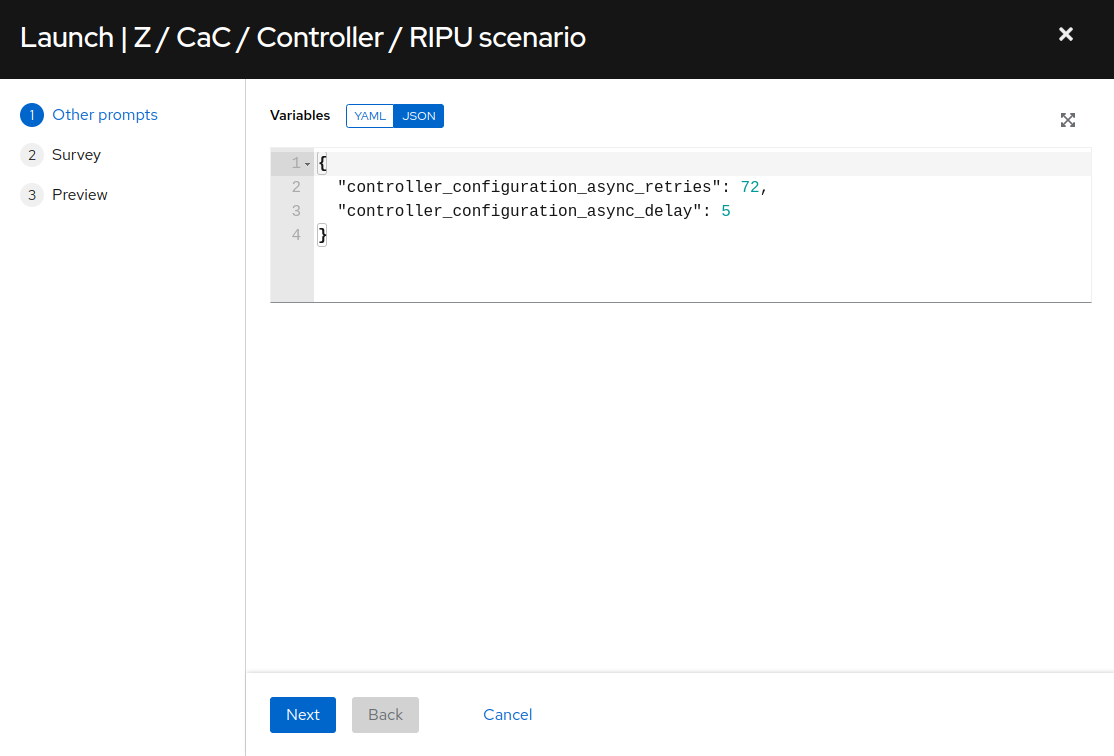 Launch | Z / CaC / Controller / RIPU scenario
1 Other prompts
2 Survey
3 Preview
Variables YAML JSON
1 {
2 "controller_configuration_async_retries": 72,
3 "controller_configuration_async_delay": 5
4 }
Next Back Cancel